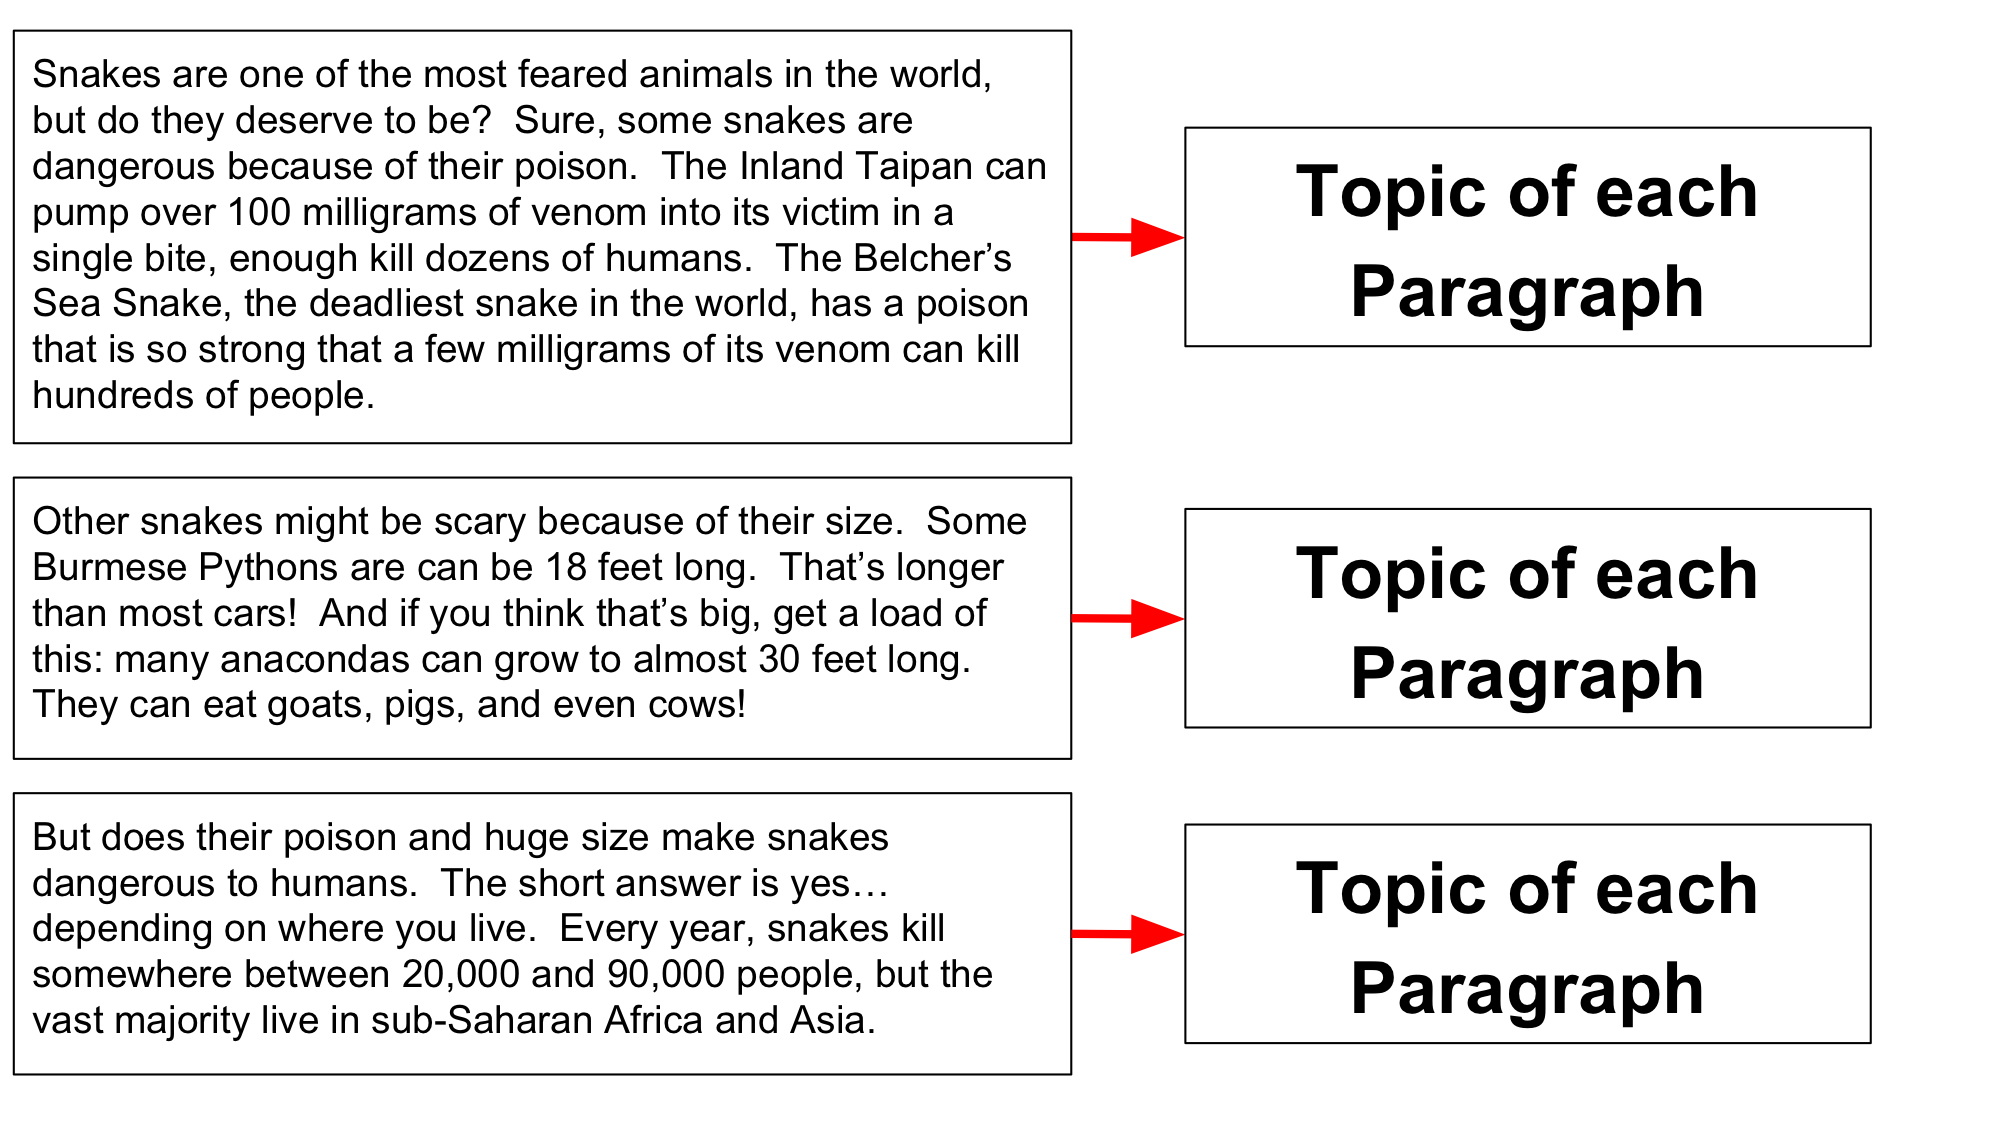 Snakes are one of the most feared animals in the world,
but do they deserve to be?  Sure, some snakes are
dangerous because of their poison.  The Inland Taipan can
pump over 100 milligrams of venom into its victim in a
single bite, enough kill dozens of humans.  The Belcher’s
Sea Snake, the deadliest snake in the world, has a poison
that is so strong that a few milligrams of its venom can kill
hundreds of people.
Topic of each
Paragraph
Other snakes might be scary because of their size.  Some
Burmese Pythons are can be 18 feet long.  That’s longer
than most cars!  And if you think that’s big, get a load of
this: many anacondas can grow to almost 30 feet long.
They can eat goats, pigs, and even cows!
Topic of each
Paragraph
But does their poison and huge size make snakes
dangerous to humans.  The short answer is yes…
depending on where you live.  Every year, snakes kill
somewhere between 20,000 and 90,000 people, but the
vast majority live in sub-Saharan Africa and Asia.
Topic of each
Paragraph